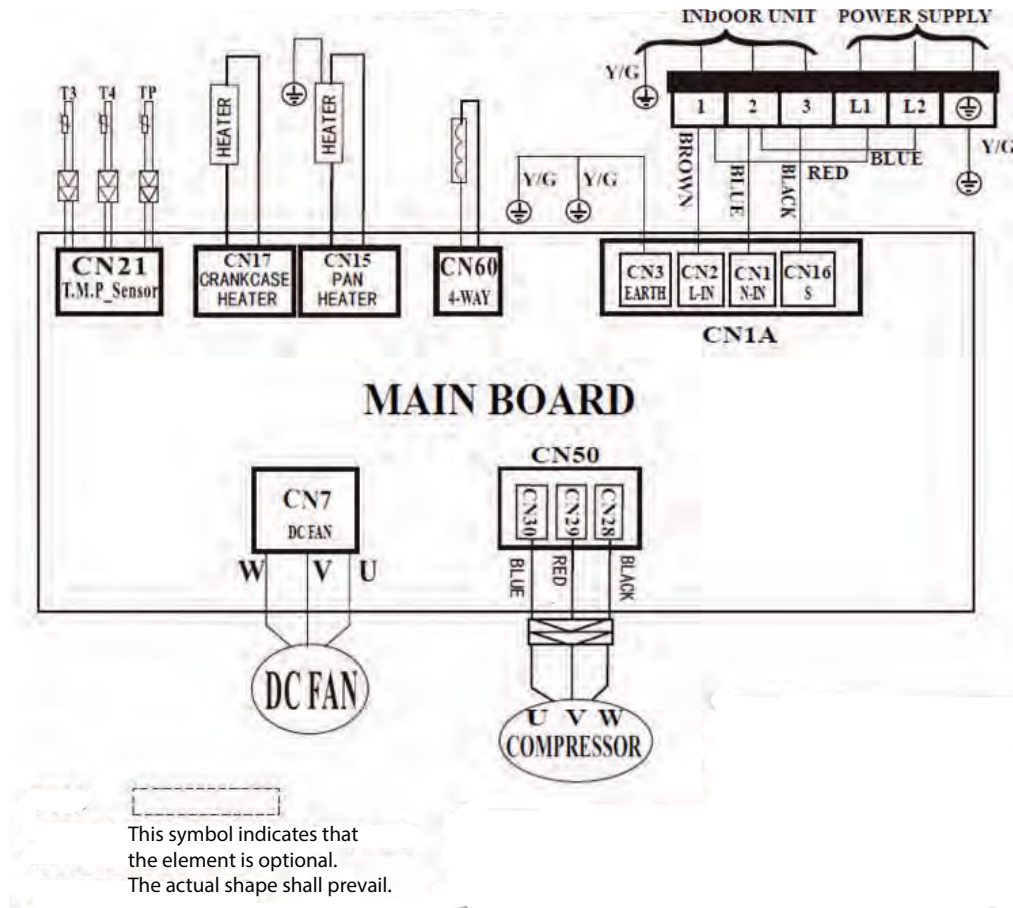 INDOOR UNIT POWER SUPPLY
Y/G
1 2 3 L1 L2
Y/G
T3 T4 TP
HEATER
HEATER
BROWN
BLUE
BLACK
RED
BLUE
Y/G Y/G
CN21
T.M.P_Sensor
CN17
CRANKCASE
HEATER
CN15
PAN
HEATER
CN60
4-WAY
CN3
EARTH
CN2
L-IN
CN1
N-IN
CN16
S
CN1A
MAIN BOARD
CN7
DC FAN
W V U
DC FAN
CN50
CN30
CN29
CN28
BLUE
RED
BLACK
U V W
COMPRESSOR
This symbol indicates that
the element is optional.
The actual shape shall prevail.